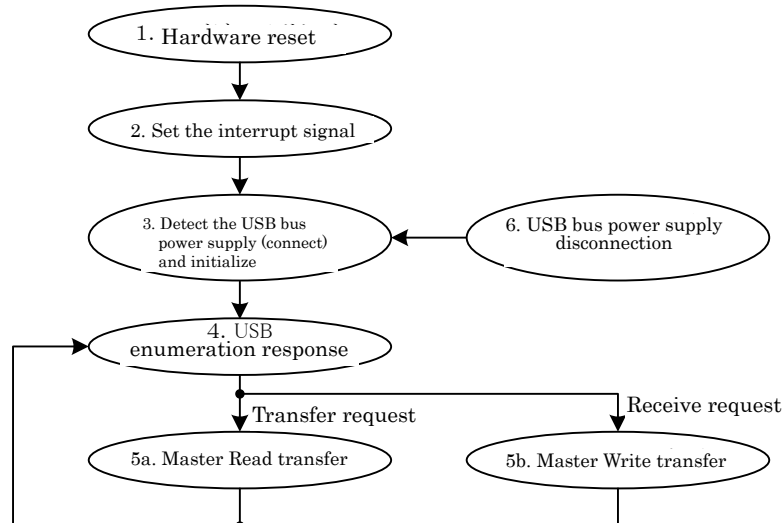 1. Hardware reset
2. Set the interrupt signal
3. Detect the USB bus
power supply (connect)
and initialize
6. USB bus power supply
disconnection
4. USB
enumeration response
Transfer request
Receive request
5a. Master Read transfer
5b. Master Write transfer